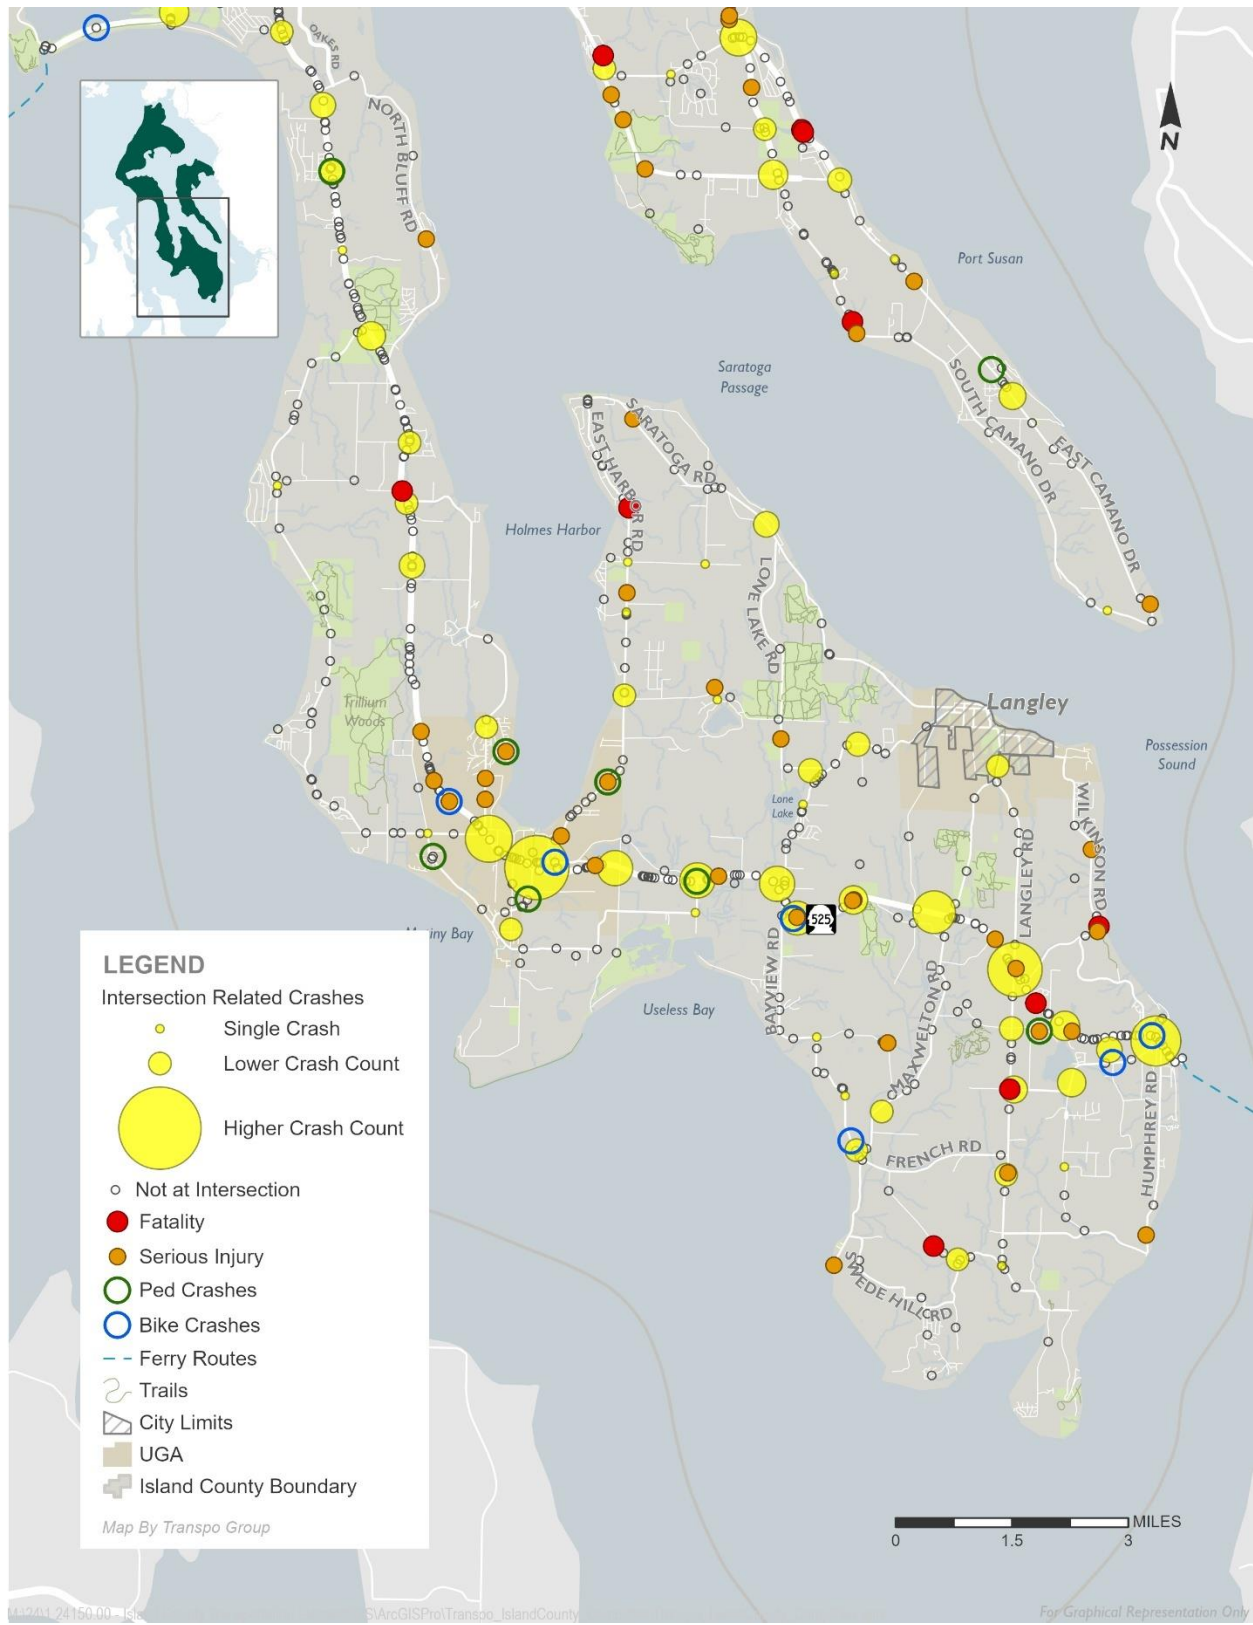 OAKES RD
NORTH BLUFF RD
N
Port Susan
Saratoga
Passage
SOUTH CAMANO DR
EAST CAMANO DR
SARATOGA RD
EAST HARBOR RD
Holmes Harbor
LONE LAKE RD
Trillium
Woods
Langley
Possession
Sound
Lone
Lake
WILKINSON RD
LANGLEY RD
525
BAYVIEW RD
MAXWELTON RD
Useless Bay
FRENCH RD
HUMPHREY RD
SWEDE HILL RD
LEGEND
Intersection Related Crashes
Single Crash
Lower Crash Count
Higher Crash Count
Not at Intersection
Fatality
Serious Injury
Ped Crashes
Bike Crashes
Ferry Routes
Trails
City Limits
UGA
Island County Boundary
Map By Transpo Group
MILES
0 1.5 3
For Graphical Representation Only